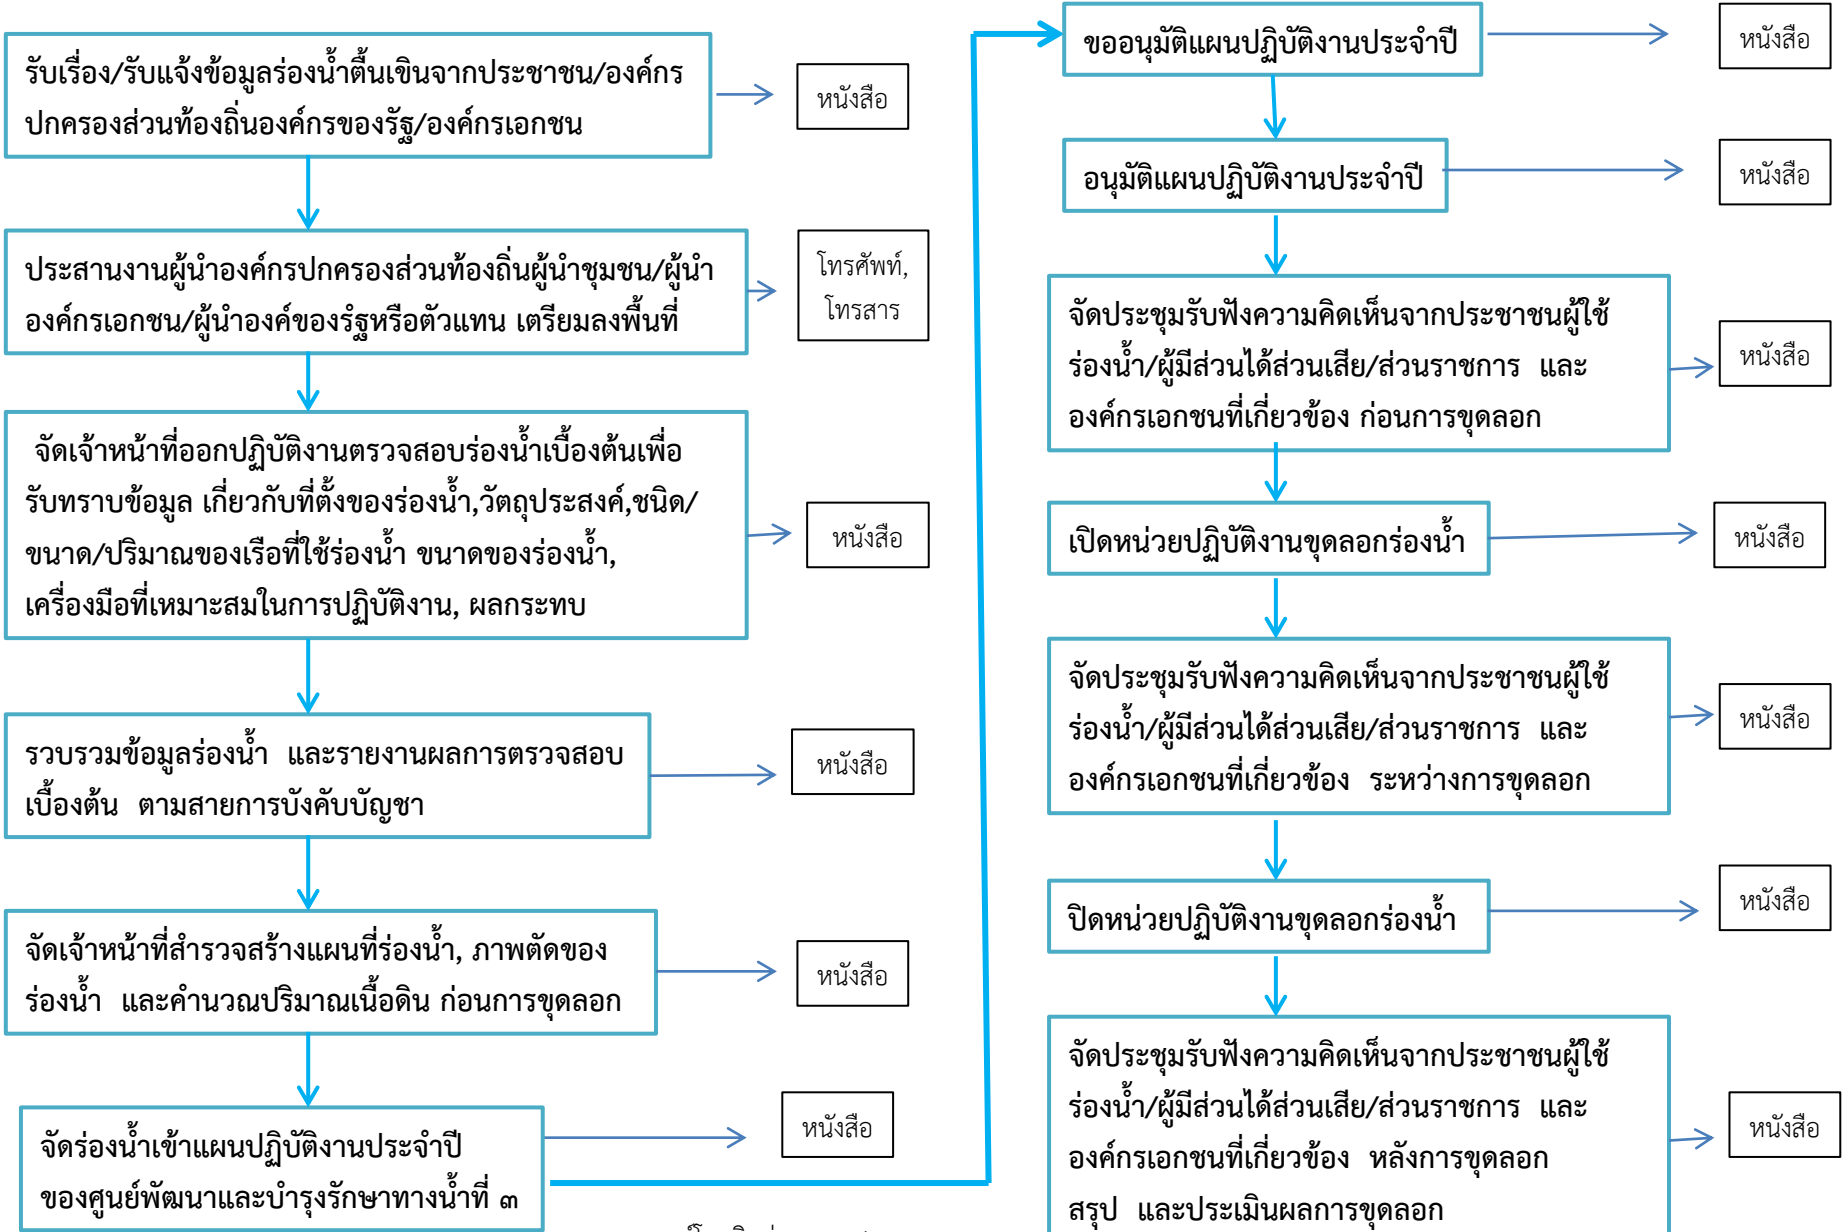 รับเรื่อง/รับแจ้งข้อมูลร่องน้ำตื้นเขินจากประชาชน/องค์กร
ปกครองส่วนท้องถิ่นองค์กรของรัฐ/องค์กรเอกชน
หนังสือ
ประสานงานผู้นำองค์กรปกครองส่วนท้องถิ่นผู้นำชุมชน/ผู้นำ
องค์กรเอกชน/ผู้นำองค์ของรัฐหรือตัวแทน เตรียมลงพื้นที่
โทรศัพท์,
โทรสาร
จัดเจ้าหน้าที่ออกปฏิบัติงานตรวจสอบร่องน้ำเบื้องต้นเพื่อ
รับทราบข้อมูล เกี่ยวกับที่ตั้งของร่องน้ำ,วัตถุประสงค์,ชนิด/
ขนาด/ปริมาณของเรือที่ใช้ร่องน้ำ ขนาดของร่องน้ำ,
เครื่องมือที่เหมาะสมในการปฏิบัติงาน, ผลกระทบ
หนังสือ
รวบรวมข้อมูลร่องน้ำ และรายงานผลการตรวจสอบ
เบื้องต้น ตามสายการบังคับบัญชา
หนังสือ
จัดเจ้าหน้าที่สำรวจสร้างแผนที่ร่องน้ำ, ภาพตัดของ
ร่องน้ำ และคำนวณปริมาณเนื้อดิน ก่อนการขุดลอก
หนังสือ
จัดร่องน้ำเข้าแผนปฏิบัติงานประจำปี
ของศูนย์พัฒนาและบำรุงรักษาทางน้ำที่ ๓
หนังสือ
ขออนุมัติแผนปฏิบัติงานประจำปี
หนังสือ
อนุมัติแผนปฏิบัติงานประจำปี
หนังสือ
จัดประชุมรับฟังความคิดเห็นจากประชาชนผู้ใช้
ร่องน้ำ/ผู้มีส่วนได้ส่วนเสีย/ส่วนราชการ และ
องค์กรเอกชนที่เกี่ยวข้อง ก่อนการขุดลอก
หนังสือ
เปิดหน่วยปฏิบัติงานขุดลอกร่องน้ำ
หนังสือ
จัดประชุมรับฟังความคิดเห็นจากประชาชนผู้ใช้
ร่องน้ำ/ผู้มีส่วนได้ส่วนเสีย/ส่วนราชการ และ
องค์กรเอกชนที่เกี่ยวข้อง ระหว่างการขุดลอก
หนังสือ
ปิดหน่วยปฏิบัติงานขุดลอกร่องน้ำ
หนังสือ
จัดประชุมรับฟังความคิดเห็นจากประชาชนผู้ใช้
ร่องน้ำ/ผู้มีส่วนได้ส่วนเสีย/ส่วนราชการ และ
องค์กรเอกชนที่เกี่ยวข้อง หลังการขุดลอก
สรุป และประเมินผลการขุดลอก
หนังสือ